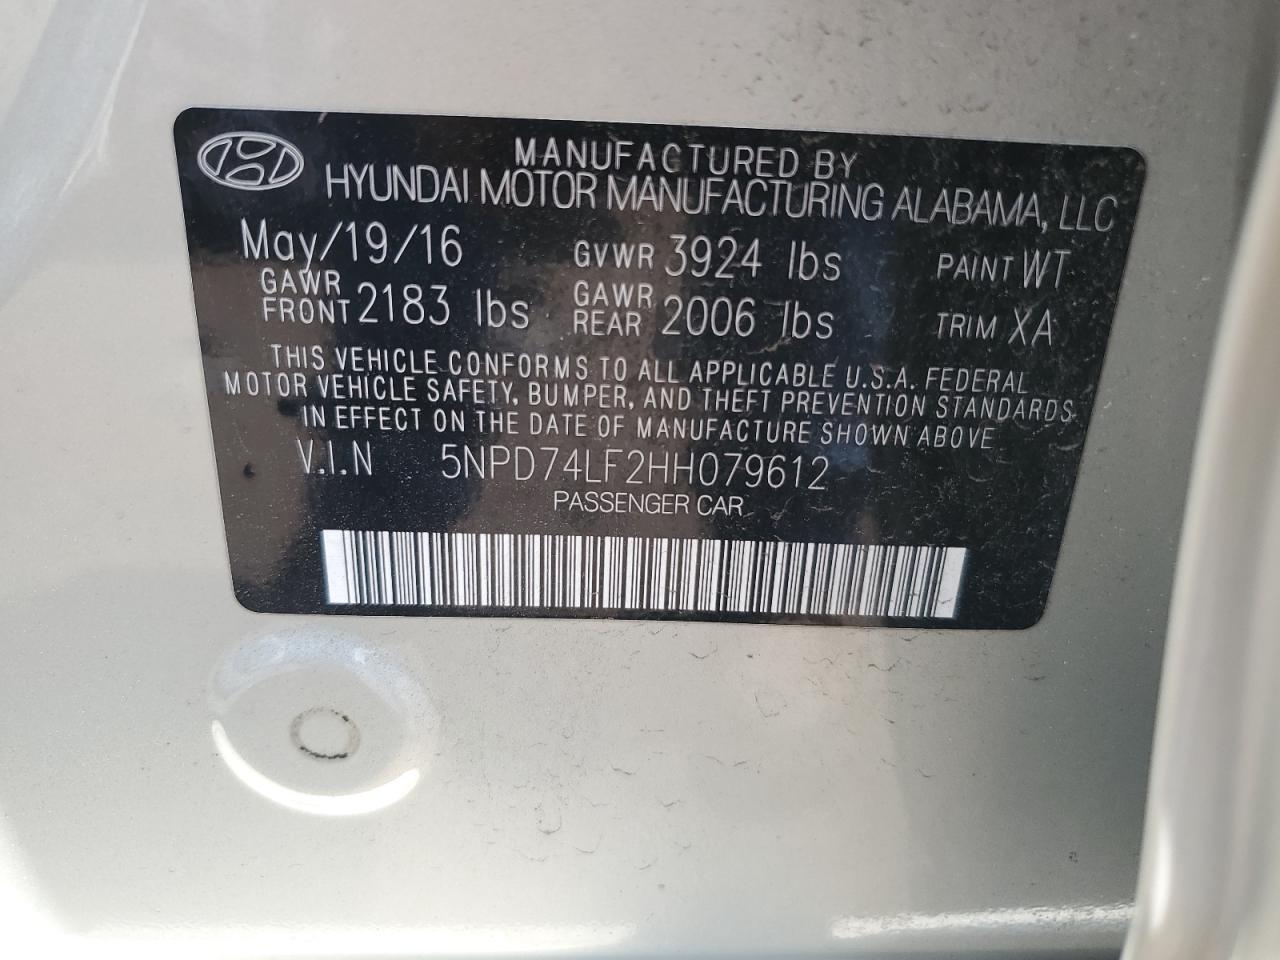 MANUFACTURED BY
HYUNDAI MOTOR MANUFACTURING ALABAMA, LLC
May/19/16 GVWR 3924 lbs PAINT WT
GAWR FRONT 2183 lbs GAWR REAR 2006 lbs TRIM XA
THIS VEHICLE CONFORMS TO ALL APPLICABLE U.S.A. FEDERAL
MOTOR VEHICLE SAFETY, BUMPER, AND THEFT PREVENTION STANDARDS
IN EFFECT ON THE DATE OF MANUFACTURE SHOWN ABOVE
V.I.N 5NPD74LF2HH079612
PASSENGER CAR